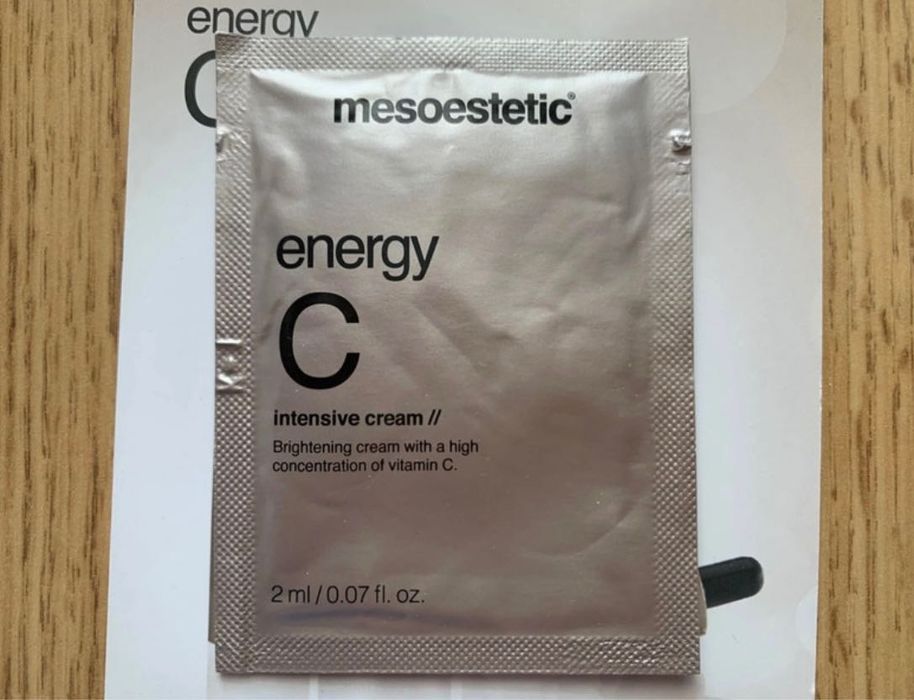 energy
C
mesoestetic®
energy
C
intensive cream //
Brightening cream with a high
concentration of vitamin C.
2 ml / 0.07 fl. oz.